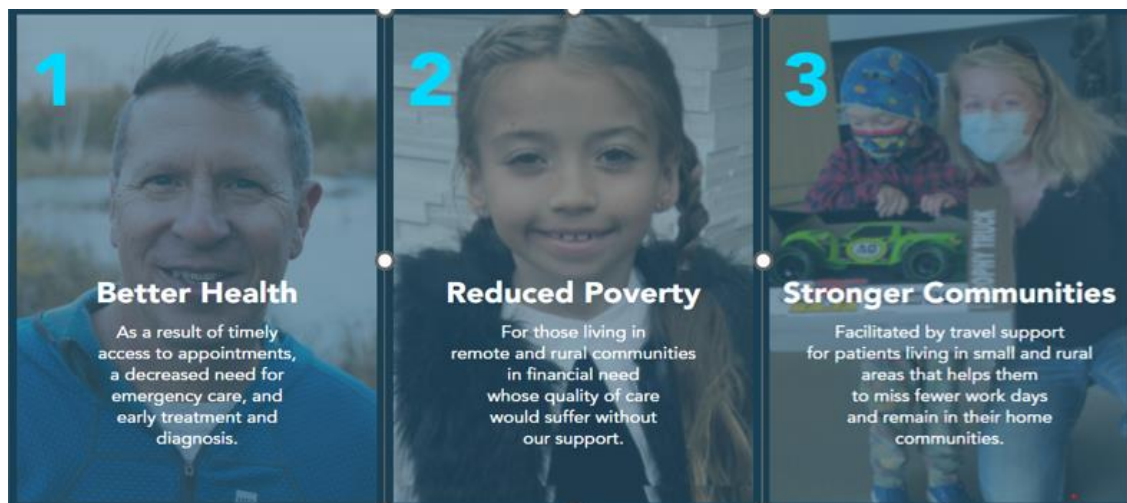 1
Better Health
As a result of timely
access to appointments,
a decreased need for
emergency care, and
early treatment and
diagnosis.
2
Reduced Poverty
For those living in
remote and rural communities
in financial need
whose quality of care
would suffer without
our support.
3
Stronger Communities
Facilitated by travel support
for patients living in small and rural
areas that helps them
to miss fewer work days
and remain in their home
communities.
OPHY TRUCK